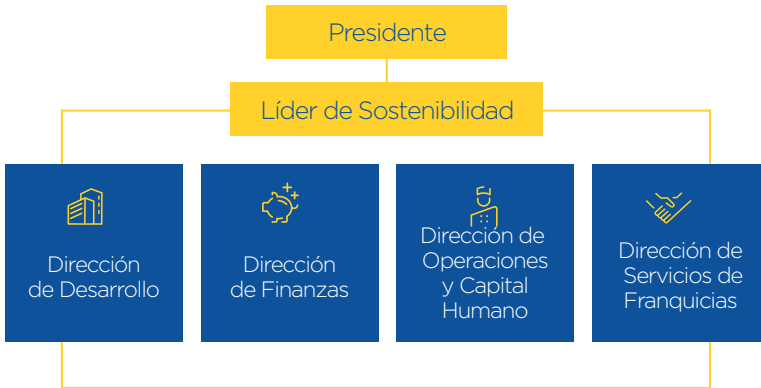 Presidente
Líder de Sostenibilidad
Dirección
de Desarrollo
Dirección
de Finanzas
Dirección de
Operaciones
y Capital
Humano
Dirección de
Servicios de
Franquicias